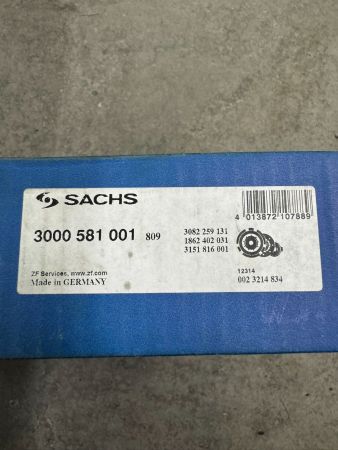 SACHS
4 013872 107889
3000 581 001 809
3082 259 131
1862 402 031
3151 816 001
12314
002 3214 834
ZF Services, www.zf.com
Made in GERMANY